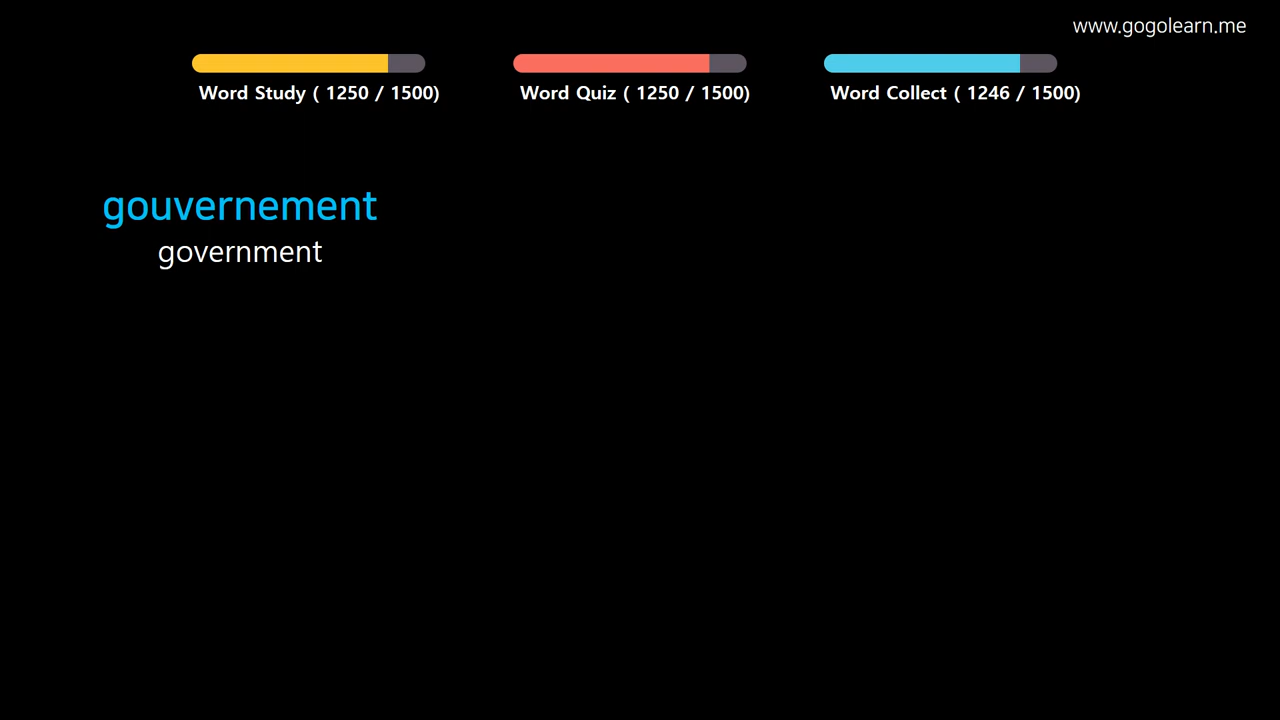 www.gogolearn.me
Word Study ( 1250 / 1500)
Word Quiz ( 1250 / 1500)
Word Collect ( 1246 / 1500)
gouvernement
government